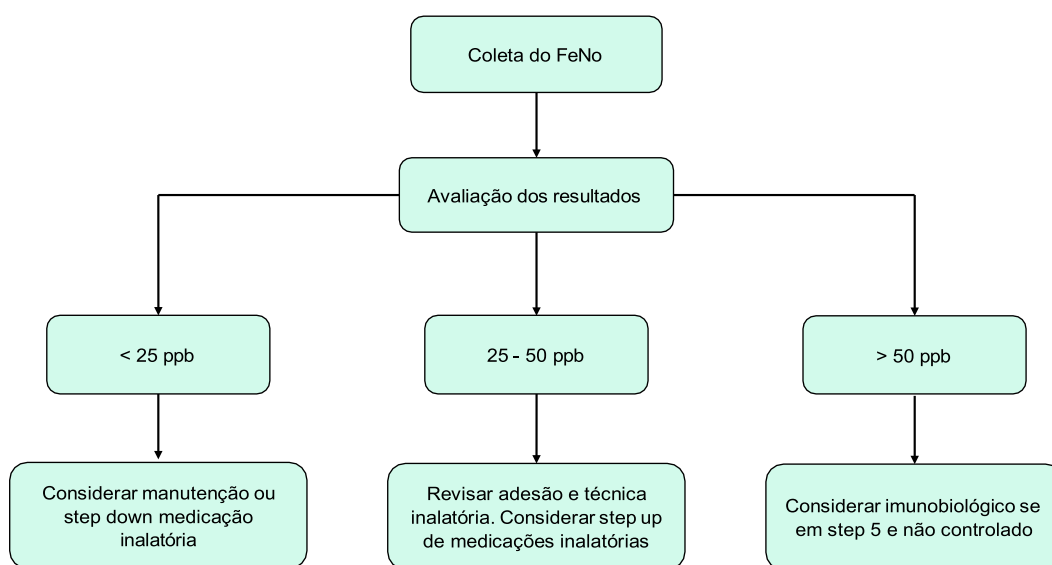 Coleta do FeNo
Avaliação dos resultados
< 25 ppb
25 - 50 ppb
> 50 ppb
Considerar manutenção ou
step down medicação
inalatória
Revisar adesão e técnica
inalatória. Considerar step up
de medicações inalatórias
Considerar imunobiológico se
em step 5 e não controlado